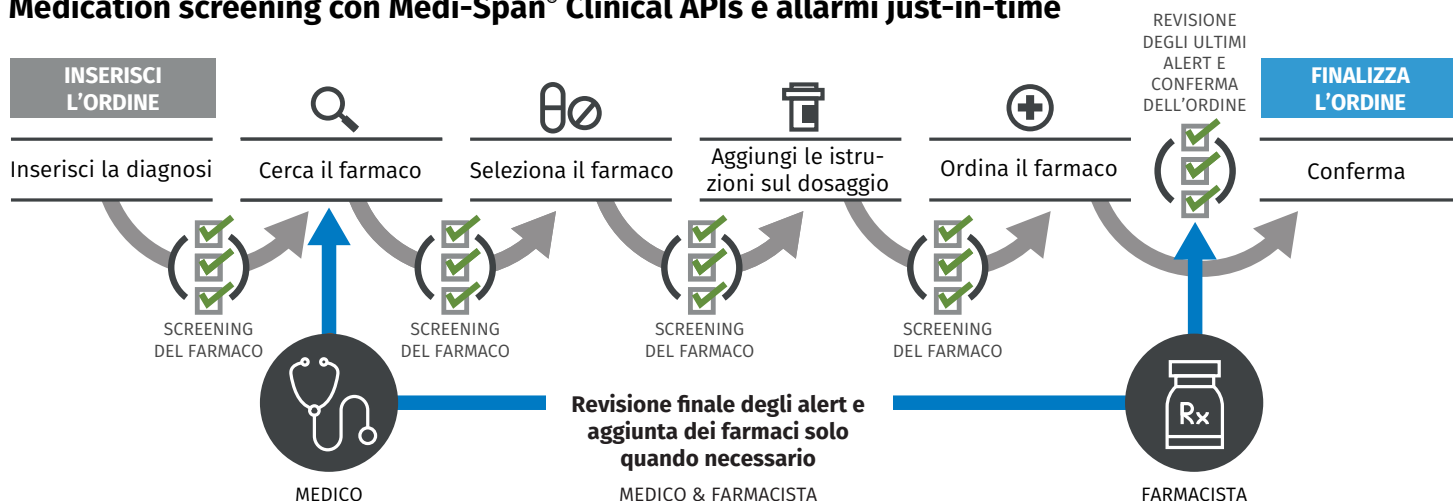 Medication screening con Medi-Span® Clinical APIs e allarmi just-in-time
REVISIONE
DEGLI ULTIMI
ALERT E
CONFERMA
DELL'ORDINE
INSERISCI
L'ORDINE
FINALIZZA
L'ORDINE
Inserisci la diagnosi
Cerca il farmaco
Seleziona il farmaco
Aggiungi le istru-
zioni sul dosaggio
Ordina il farmaco
Conferma
SCREENING
DEL FARMACO
SCREENING
DEL FARMACO
SCREENING
DEL FARMACO
SCREENING
DEL FARMACO
Revisione finale degli alert e
aggiunta dei farmaci solo
quando necessario
Rx
MEDICO
MEDICO & FARMACISTA
FARMACISTA